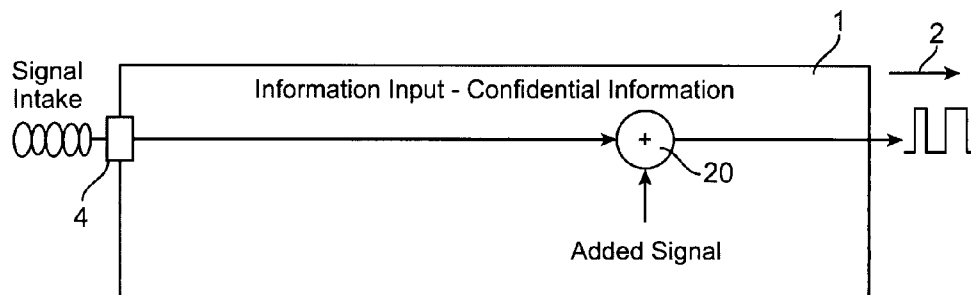 1
2
Signal
Intake
Information Input - Confidential Information
+
20
4
Added Signal